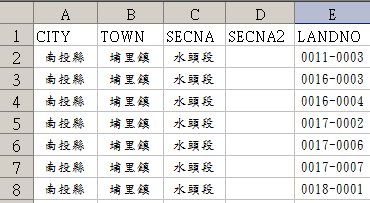 A B C D E
1 CITY TOWN SECNA SECNA2 LANDNO
2 南投縣 埔里鎮 水頭段 0011-0003
3 南投縣 埔里鎮 水頭段 0016-0003
4 南投縣 埔里鎮 水頭段 0016-0004
5 南投縣 埔里鎮 水頭段 0017-0002
6 南投縣 埔里鎮 水頭段 0017-0006
7 南投縣 埔里鎮 水頭段 0017-0007
8 南投縣 埔里鎮 水頭段 0018-0001